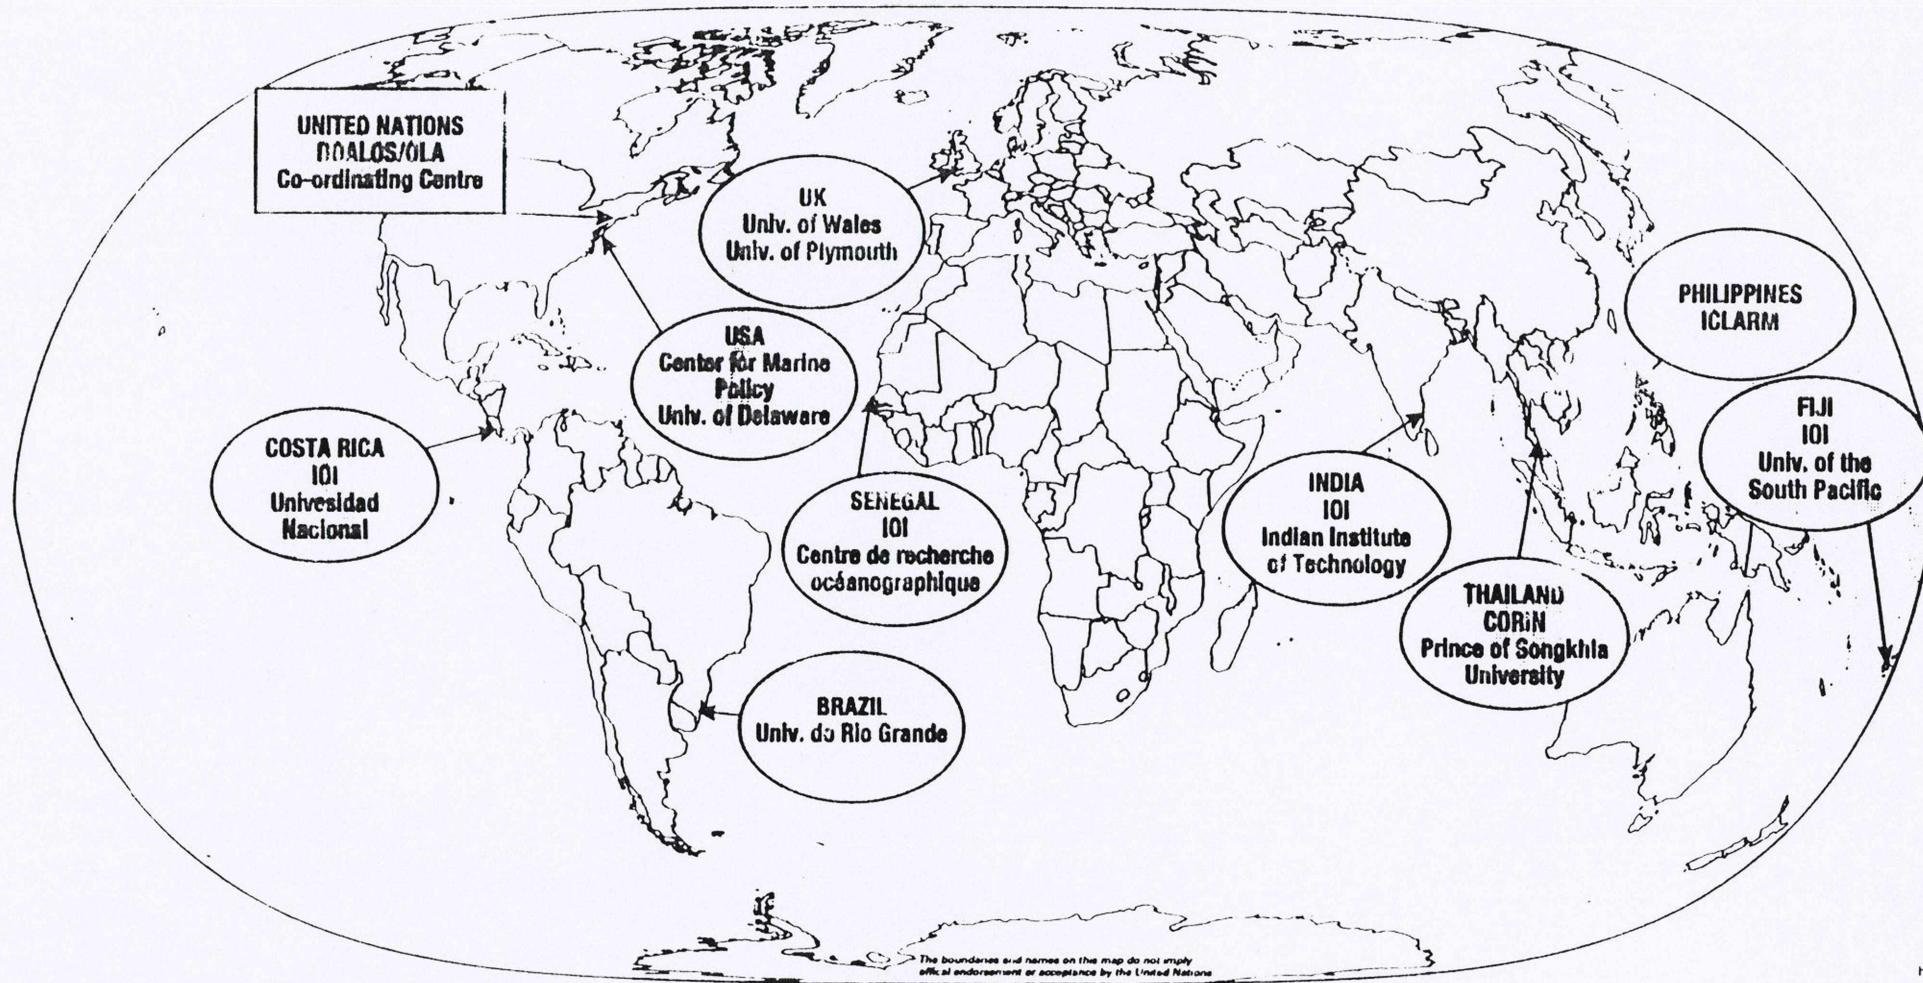 UNITED NATIONS
DOALOS/OLA
Co-ordinating Centre
UK
Univ. of Wales
Univ. of Plymouth
USA
Center for Marine
Policy
Univ. of Delaware
COSTA RICA
IOI
Univesidad
Nacional
SENEGAL
IOI
Centre de recherche
océanographique
BRAZIL
Univ. do Rio Grande
INDIA
IOI
Indian Institute
of Technology
THAILAND
CORIN
Prince of Songkhla
University
PHILIPPINES
ICLARM
FIJI
IOI
Univ. of the
South Pacific
The boundaries and names on this map do not imply
official endorsement or acceptance by the United Nations